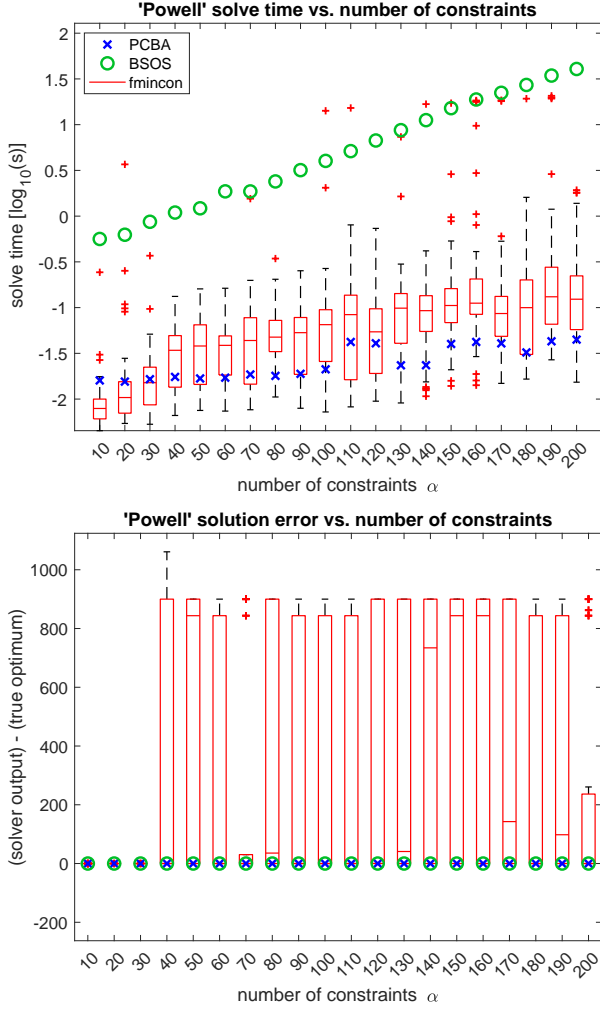 'Powell' solve time vs. number of constraints
2
1.5
1
0.5
0
-0.5
-1
-1.5
-2
solve time [log10(s)]
PCBA
BSOS
fmincon
10 20 30 40 50 60 70 80 90 100 110 120 130 140 150 160 170 180 190 200
number of constraints α
'Powell' solution error vs. number of constraints
1000
800
600
400
200
0
-200
(solver output) - (true optimum)
10 20 30 40 50 60 70 80 90 100 110 120 130 140 150 160 170 180 190 200
number of constraints α